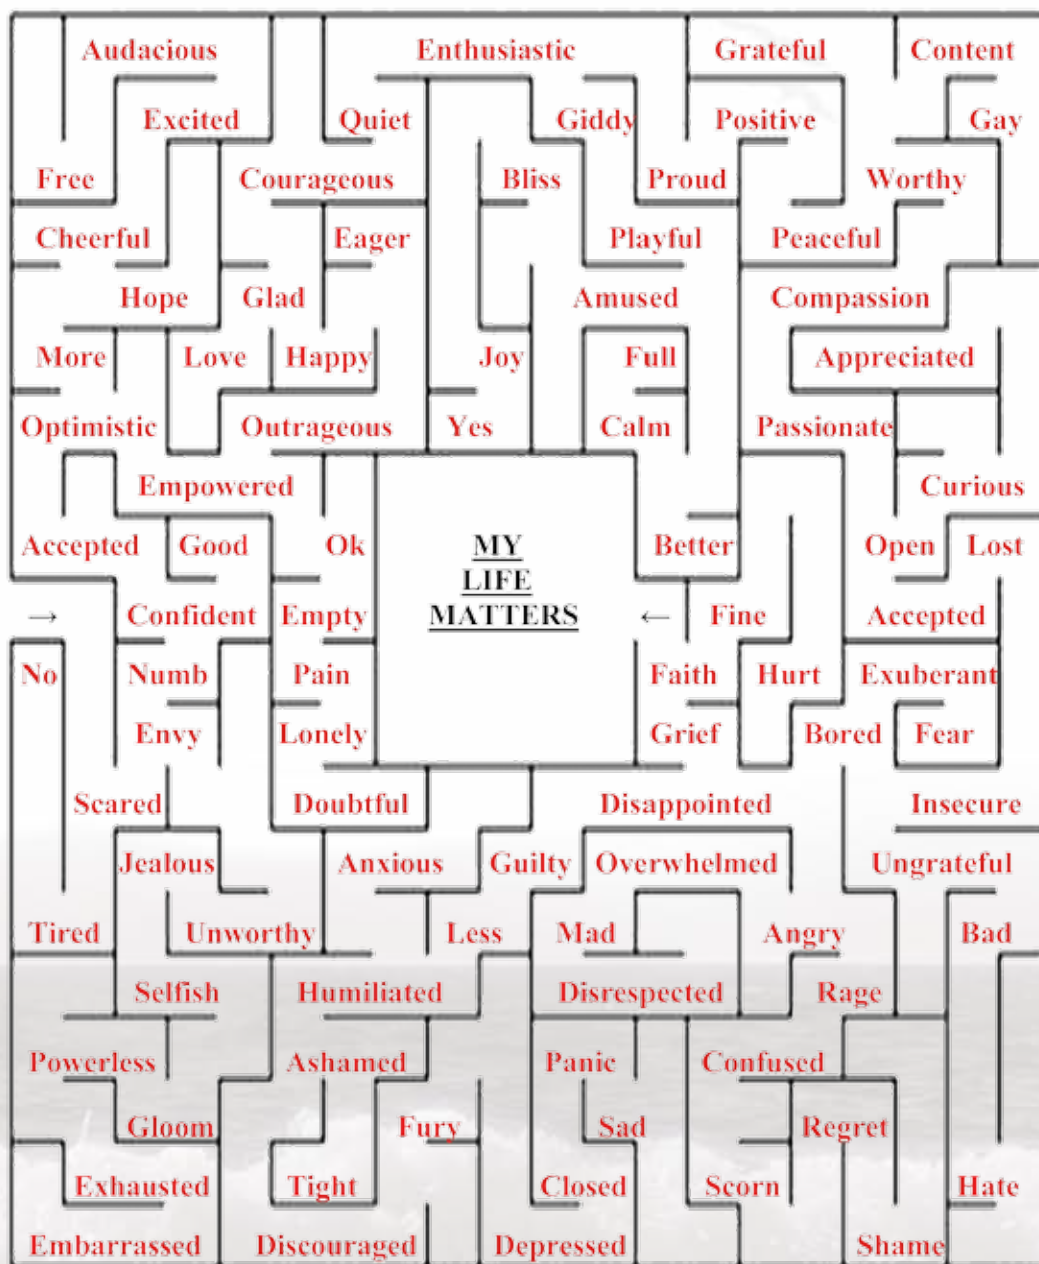 Audacious Enthusiastic Grateful Content
Excited Quiet Giddy Positive Gay
Free Courageous Bliss Proud Worthy
Cheerful Eager Playful Peaceful
Hope Glad Amused Compassion
More Love Happy Joy Full Appreciated
Optimistic Outrageous Yes Calm Passionate
Empowered Curious
Accepted Good Ok MY Better Open Lost
LIFE
→ Confident Empty MATTERS ← Fine Accepted
No Numb Pain Faith Hurt Exuberant
Envy Lonely Grief Bored Fear
Scared Doubtful Disappointed Insecure
Jealous Anxious Guilty Overwhelmed Ungrateful
Tired Unworthy Less Mad Angry Bad
Selfish Humiliated Disrespected Rage
Powerless Ashamed Panic Confused
Gloom Fury Sad Regret
Exhausted Tight Closed Scorn Hate
Embarrassed Discouraged Depressed Shame